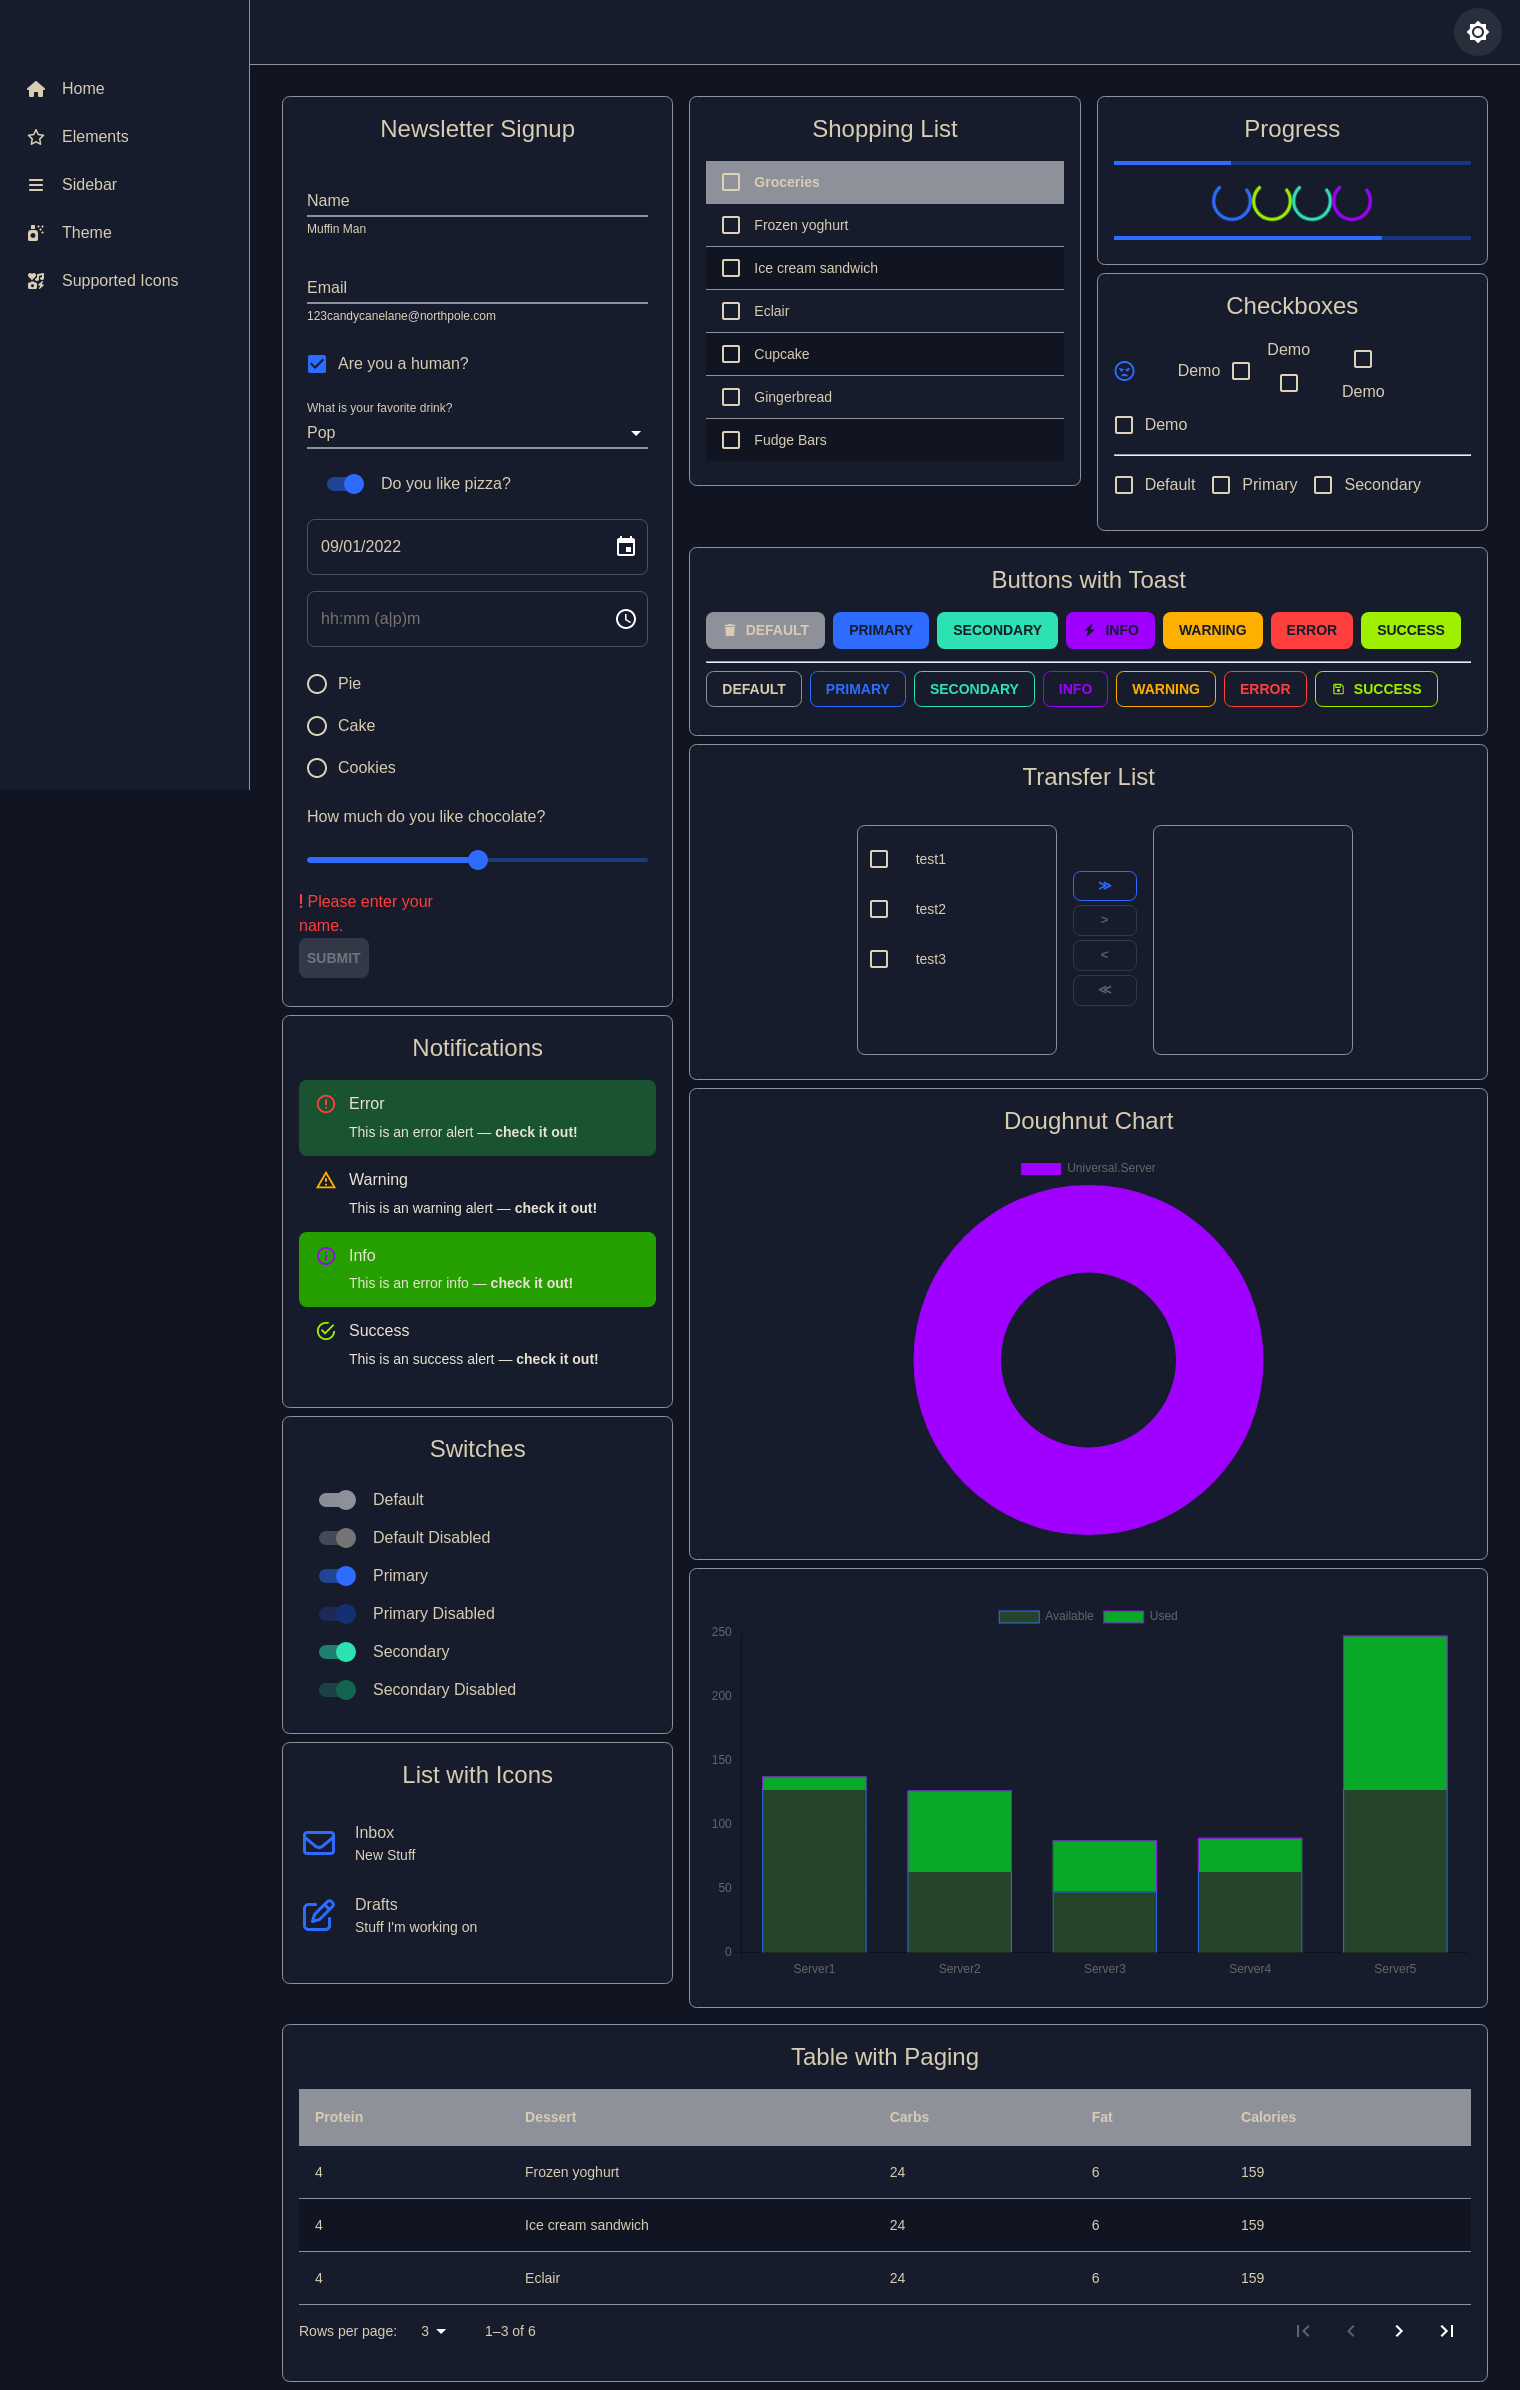 Home
Elements
Sidebar
Theme
Supported Icons
Newsletter Signup
Name
Muffin Man
Email
123candycanelane@northpole.com
Are you a human?
What is your favorite drink?
Pop
Do you like pizza?
09/01/2022
hh:mm (a|p)m
Pie
Cake
Cookies
How much do you like chocolate?
! Please enter your
name.
SUBMIT
Notifications
Error
This is an error alert — check it out!
Warning
This is an warning alert — check it out!
Info
This is an error info — check it out!
Success
This is an success alert — check it out!
Switches
Default
Default Disabled
Primary
Primary Disabled
Secondary
Secondary Disabled
List with Icons
Inbox
New Stuff
Drafts
Stuff I'm working on
Shopping List
Groceries
Frozen yoghurt
Ice cream sandwich
Eclair
Cupcake
Gingerbread
Fudge Bars
Progress
Checkboxes
Demo
Demo
Demo
Demo
Default Primary Secondary
Buttons with Toast
DEFAULT PRIMARY SECONDARY INFO WARNING ERROR SUCCESS
DEFAULT PRIMARY SECONDARY INFO WARNING ERROR SUCCESS
Transfer List
test1
test2
test3
≫
>
<
≪
Doughnut Chart
Universal.Server
Available Used
250
200
150
100
50
0
Server1 Server2 Server3 Server4 Server5
Table with Paging
Protein Dessert Carbs Fat Calories
4 Frozen yoghurt 24 6 159
4 Ice cream sandwich 24 6 159
4 Eclair 24 6 159
Rows per page: 3 1–3 of 6